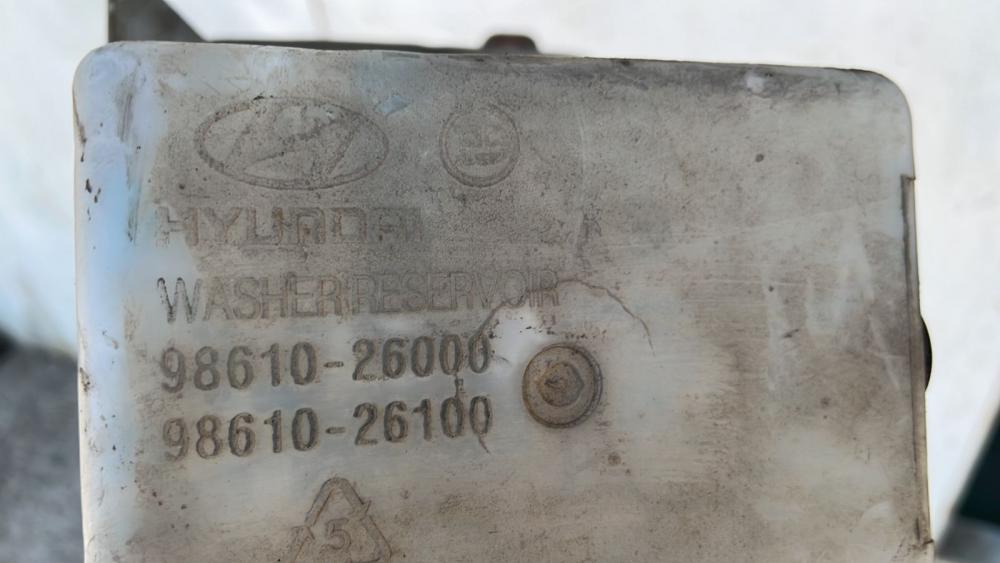 HYUNDAI
WASHER RESERVOIR
98610-26000
98610-26100
5